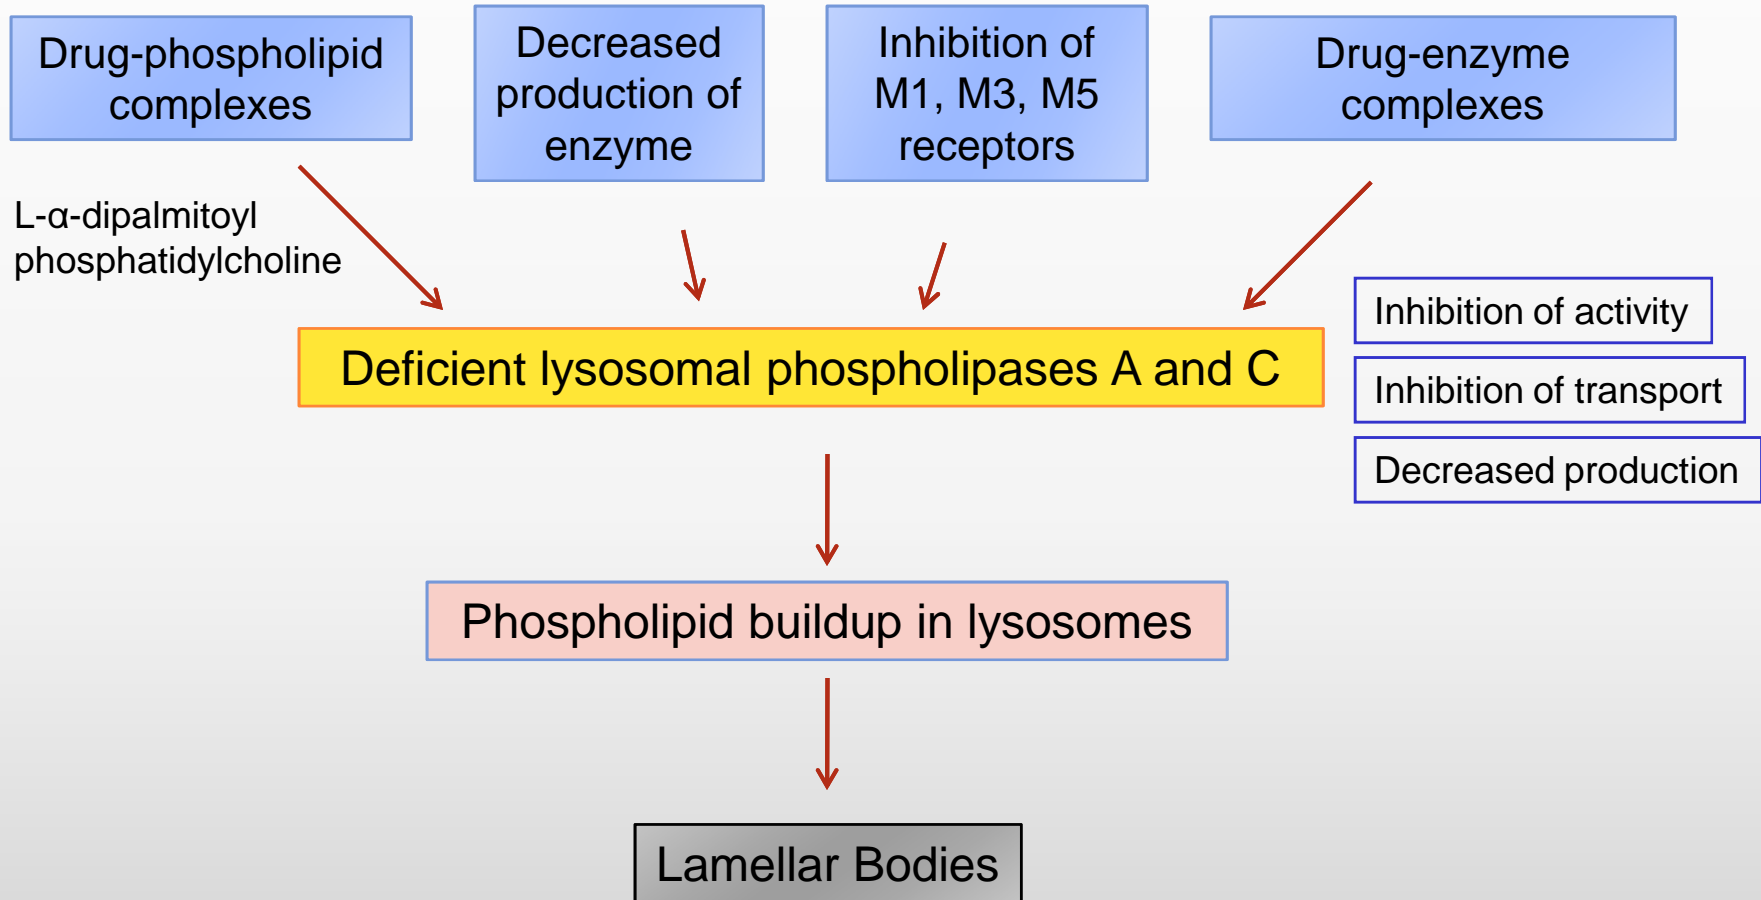 Drug-phospholipid
complexes
Decreased
production of
enzyme
Inhibition of
M1, M3, M5
receptors
Drug-enzyme
complexes
L-α-dipalmitoyl
phosphatidylcholine
Deficient lysosomal phospholipases A and C
Inhibition of activity
Inhibition of transport
Decreased production
Phospholipid buildup in lysosomes
Lamellar Bodies